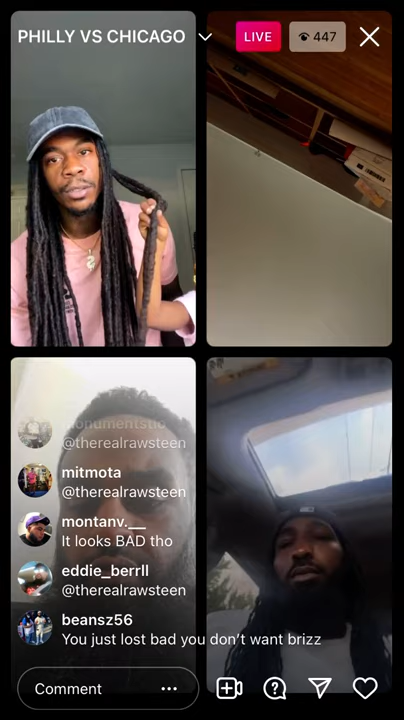 PHILLY VS CHICAGO
LIVE
447
monumentstic
@therealrawsteen
mitmota
@therealrawsteen
montanv.__
It looks BAD tho
eddie_berrll
@therealrawsteen
beansz56
You just lost bad you don't want brizz
Comment